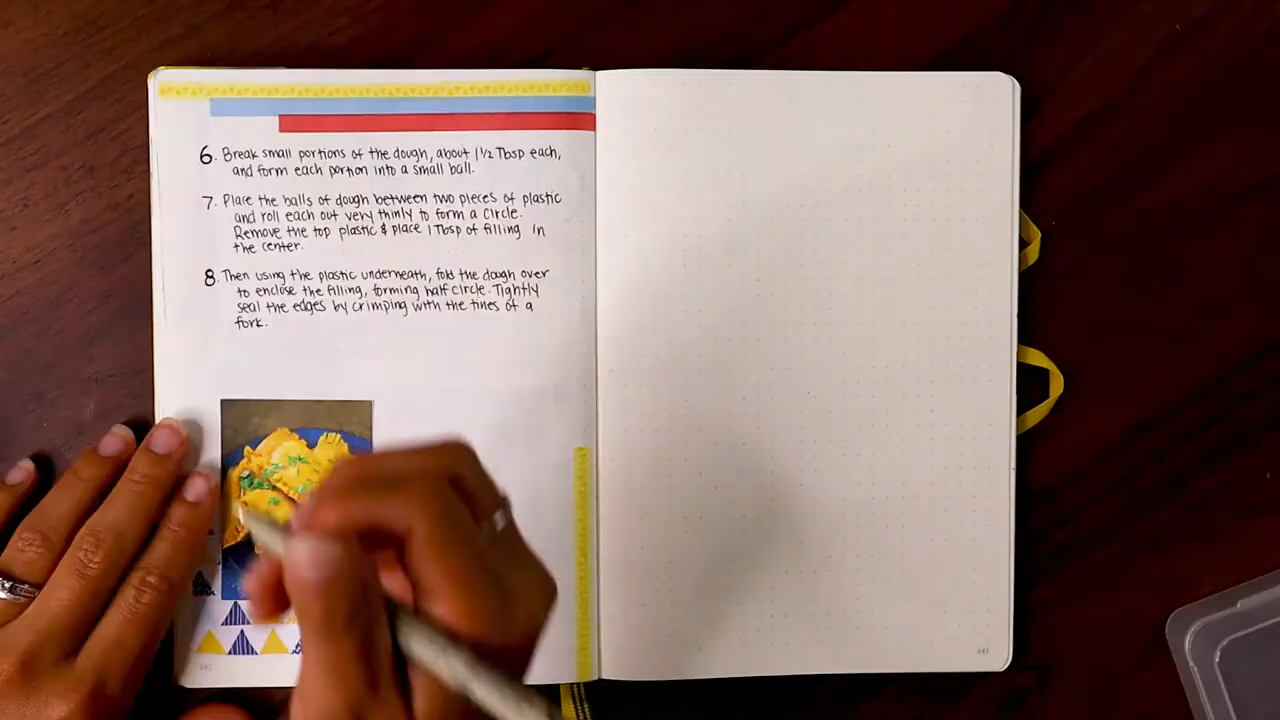 6. Break small portions of the dough, about 1 1/2 Tbsp each,
and form each portion into a small ball.
7. Place the balls of dough between two pieces of plastic
and roll each out very thinly to form a circle.
Remove the top plastic & place 1 Tbsp of filling in
the center.
8. Then using the plastic underneath, fold the dough over
to enclose the filling, forming half circle. Tightly
seal the edges by crimping with the tines of a
fork.